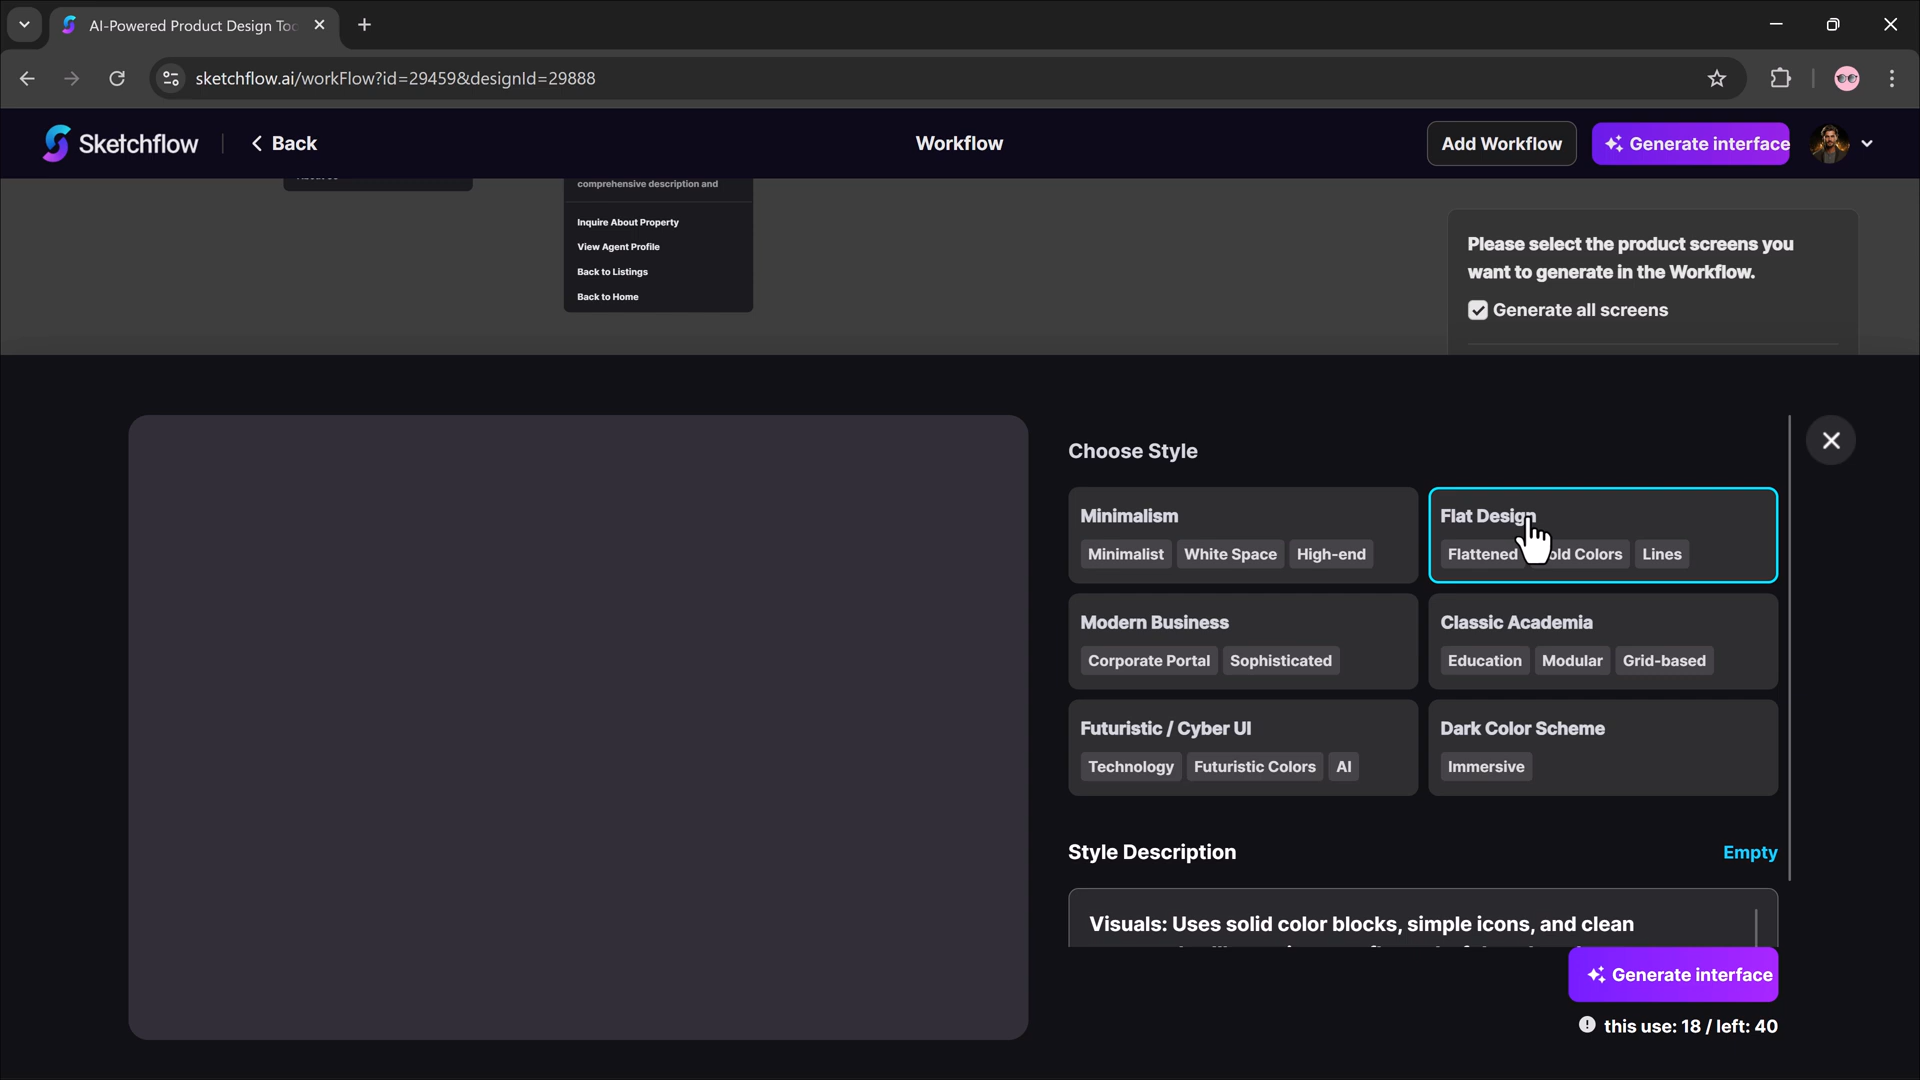 AI-Powered Product Design Too
sketchflow.ai/workFlow?id=29459&designId=29888
Sketchflow
Back
Workflow
Add Workflow
Generate interface
comprehensive description and
Inquire About Property
View Agent Profile
Back to Listings
Back to Home
Please select the product screens you
want to generate in the Workflow.
Generate all screens
Choose Style
Minimalism
Minimalist White Space High-end
Flat Design
Flattened old Colors Lines
Modern Business
Corporate Portal Sophisticated
Classic Academia
Education Modular Grid-based
Futuristic / Cyber UI
Technology Futuristic Colors AI
Dark Color Scheme
Immersive
Style Description
Empty
Visuals: Uses solid color blocks, simple icons, and clean
Generate interface
this use: 18 / left: 40